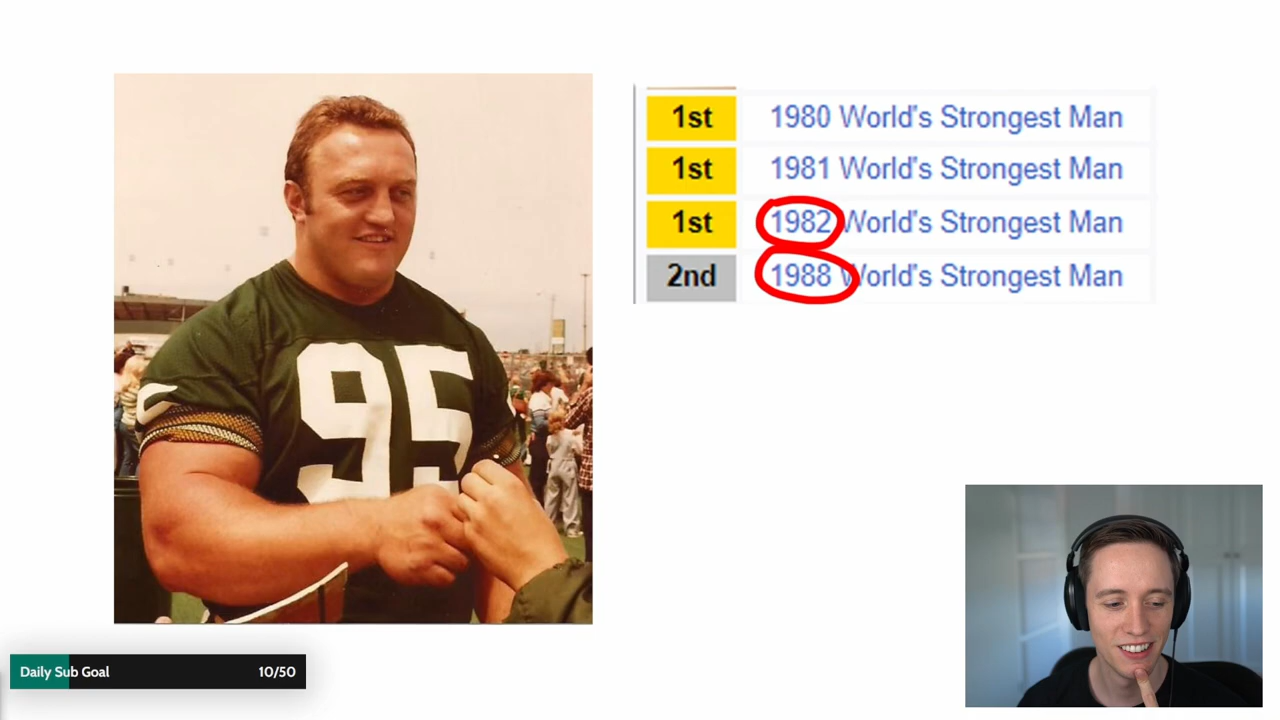 1st 1980 World's Strongest Man
1st 1981 World's Strongest Man
1st 1982 World's Strongest Man
2nd 1988 World's Strongest Man
95
Daily Sub Goal 10/50